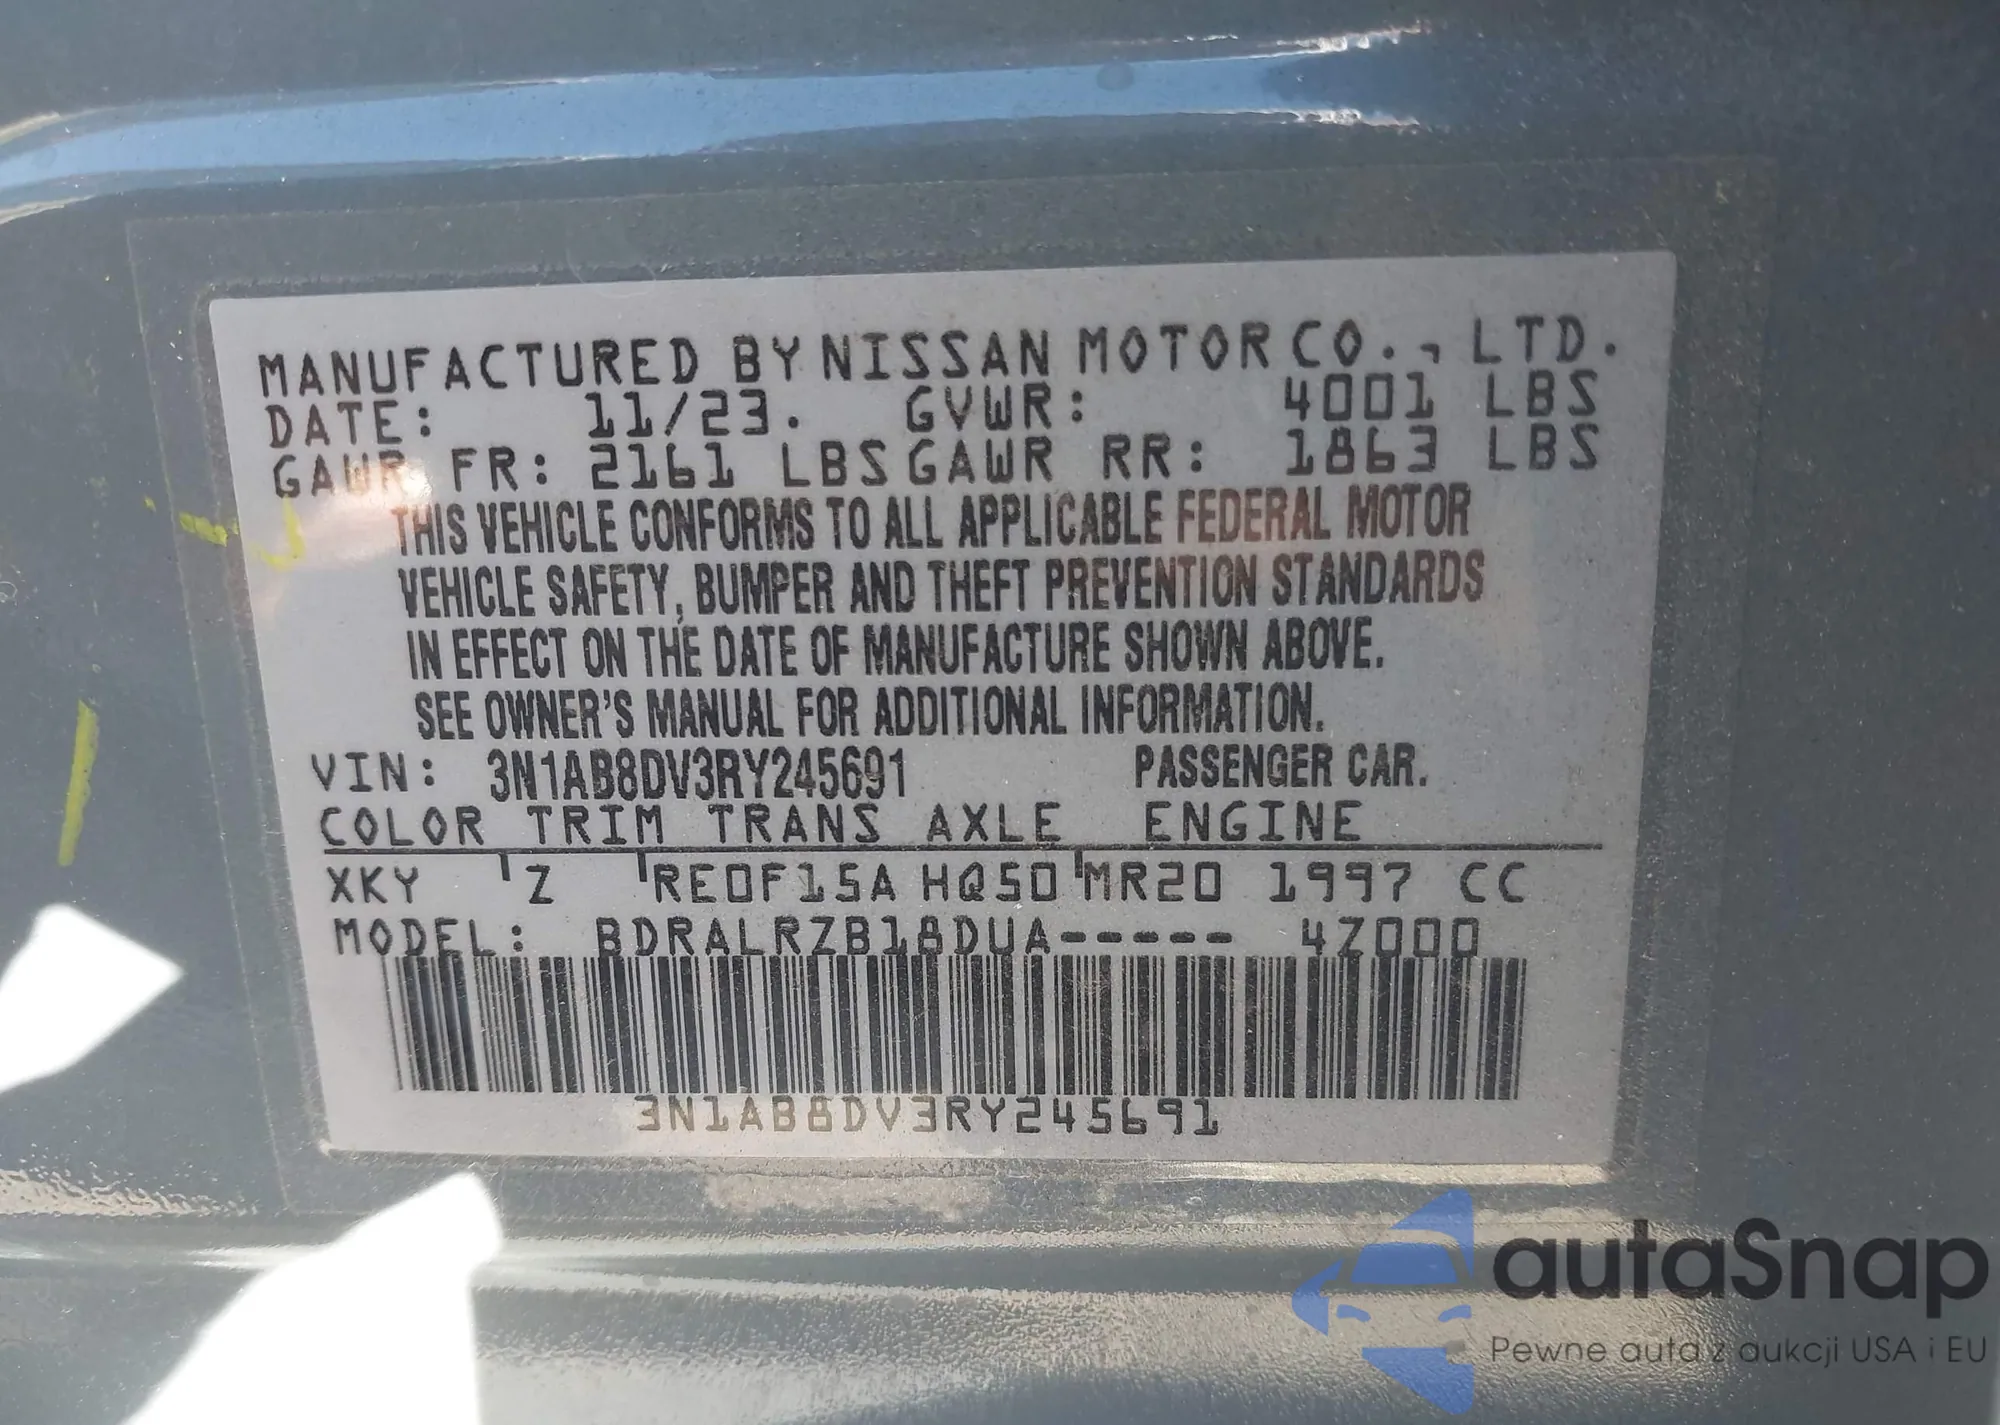 MANUFACTURED BY NISSAN MOTOR CO., LTD.
DATE: 11/23. GVWR: 4001 LBS
GAWR FR: 2161 LBS GAWR RR: 1863 LBS
THIS VEHICLE CONFORMS TO ALL APPLICABLE FEDERAL MOTOR
VEHICLE SAFETY, BUMPER AND THEFT PREVENTION STANDARDS
IN EFFECT ON THE DATE OF MANUFACTURE SHOWN ABOVE.
SEE OWNER'S MANUAL FOR ADDITIONAL INFORMATION.
VIN: 3N1AB8DV3RY245691 PASSENGER CAR.
COLOR TRIM TRANS AXLE ENGINE
XKY Z RE0F15A HQ50 MR20 1997 CC
MODEL: BDRALRZB18DUA----- 4Z000
3N1AB8DV3RY245691
autaSnap
Pewne auta z aukcji USA i EU